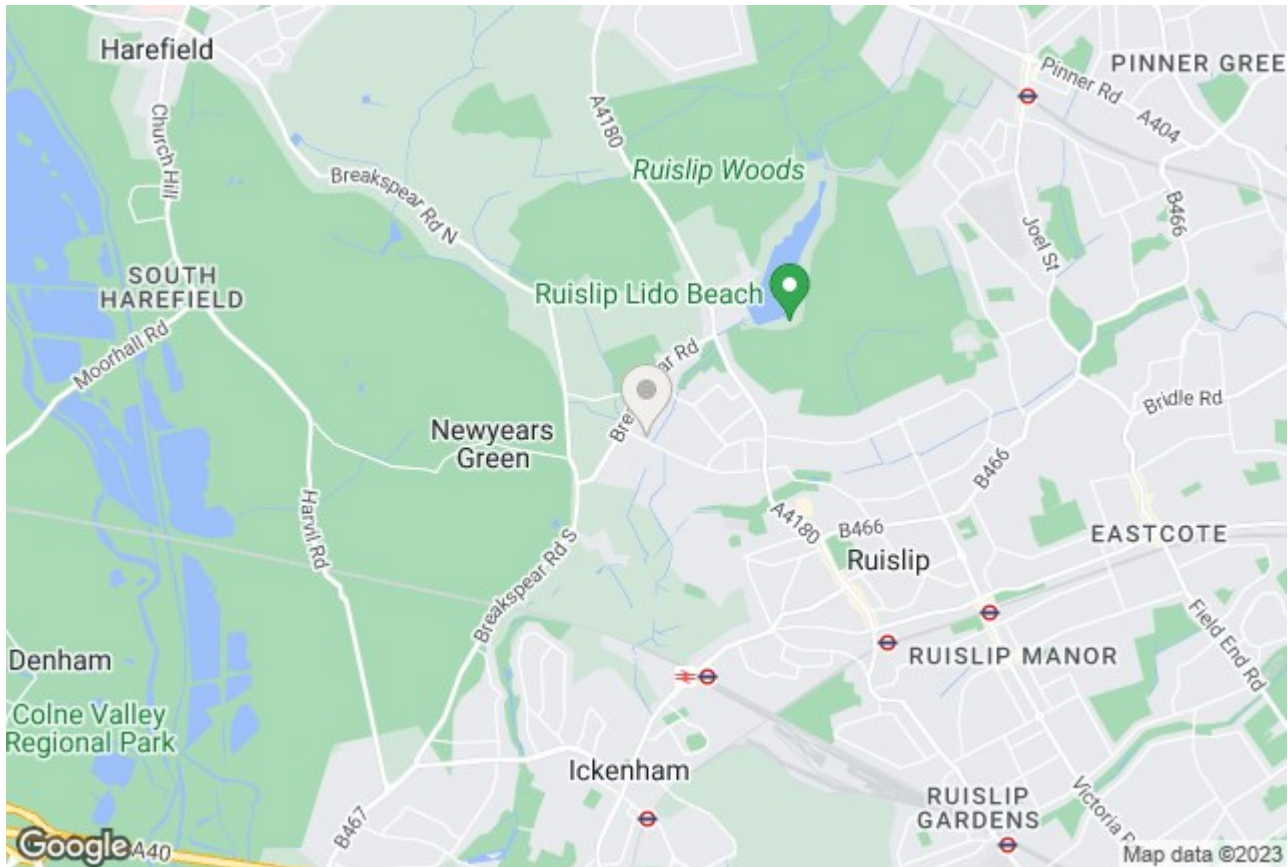 Harefield
PINNER GREE
Pinner Rd
A404
A4180
Church Hill
Ruislip Woods
Breakspear Rd N
B466
Joel St
SOUTH
HAREFIELD
Ruislip Lido Beach
Moorhall Rd
Bridle Rd
Newyears
Green
B466
Harvil Rd
A4180
B466
EASTCOTE
Ruislip
Breakspear Rd S
Field End Rd
Denham
RUISLIP MANOR
Colne Valley
Regional Park
Ickenham
RUISLIP
GARDENS
Victoria
B467
Google
A40
Map data ©2023